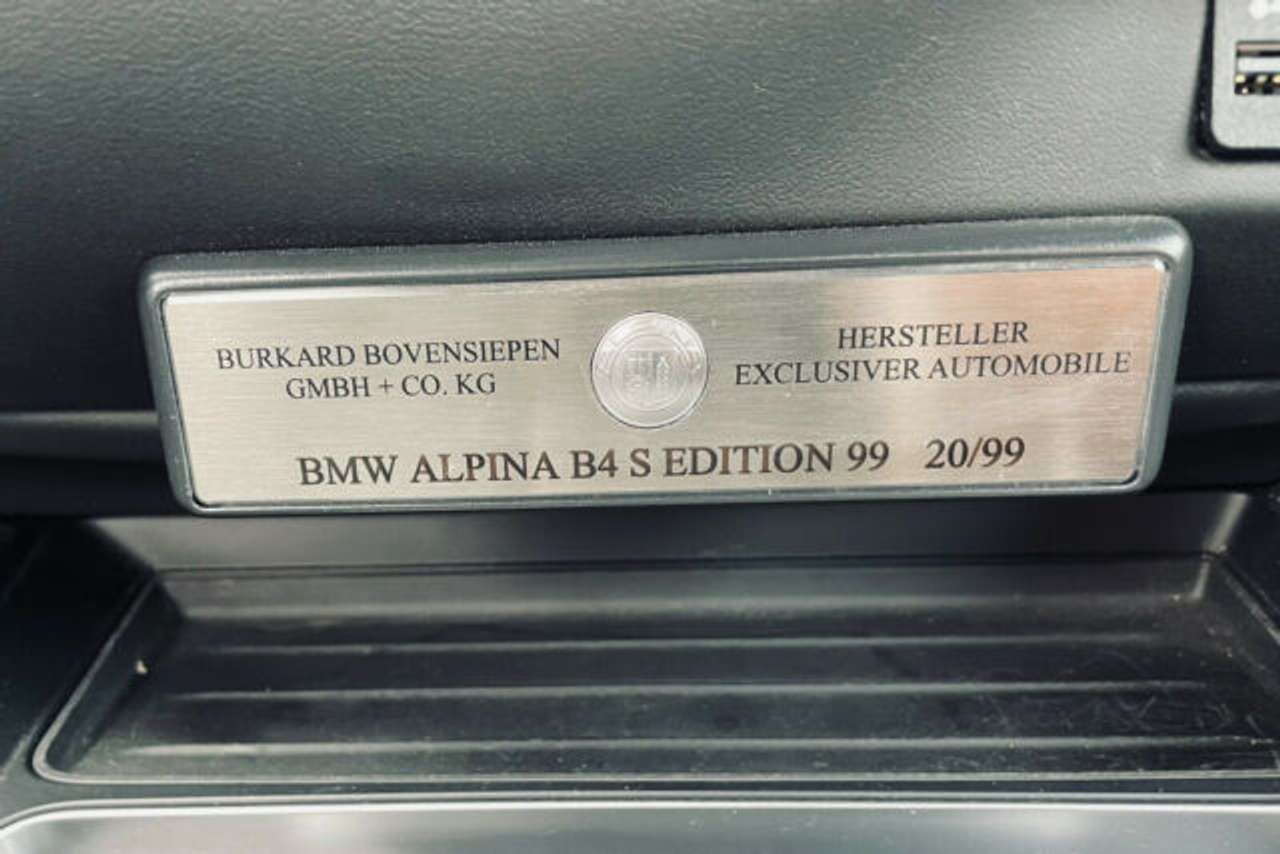 BURKARD BOVENSIEPEN
GMBH + CO. KG
HERSTELLER
EXCLUSIVER AUTOMOBILE
BMW ALPINA B4 S EDITION 99 20/99